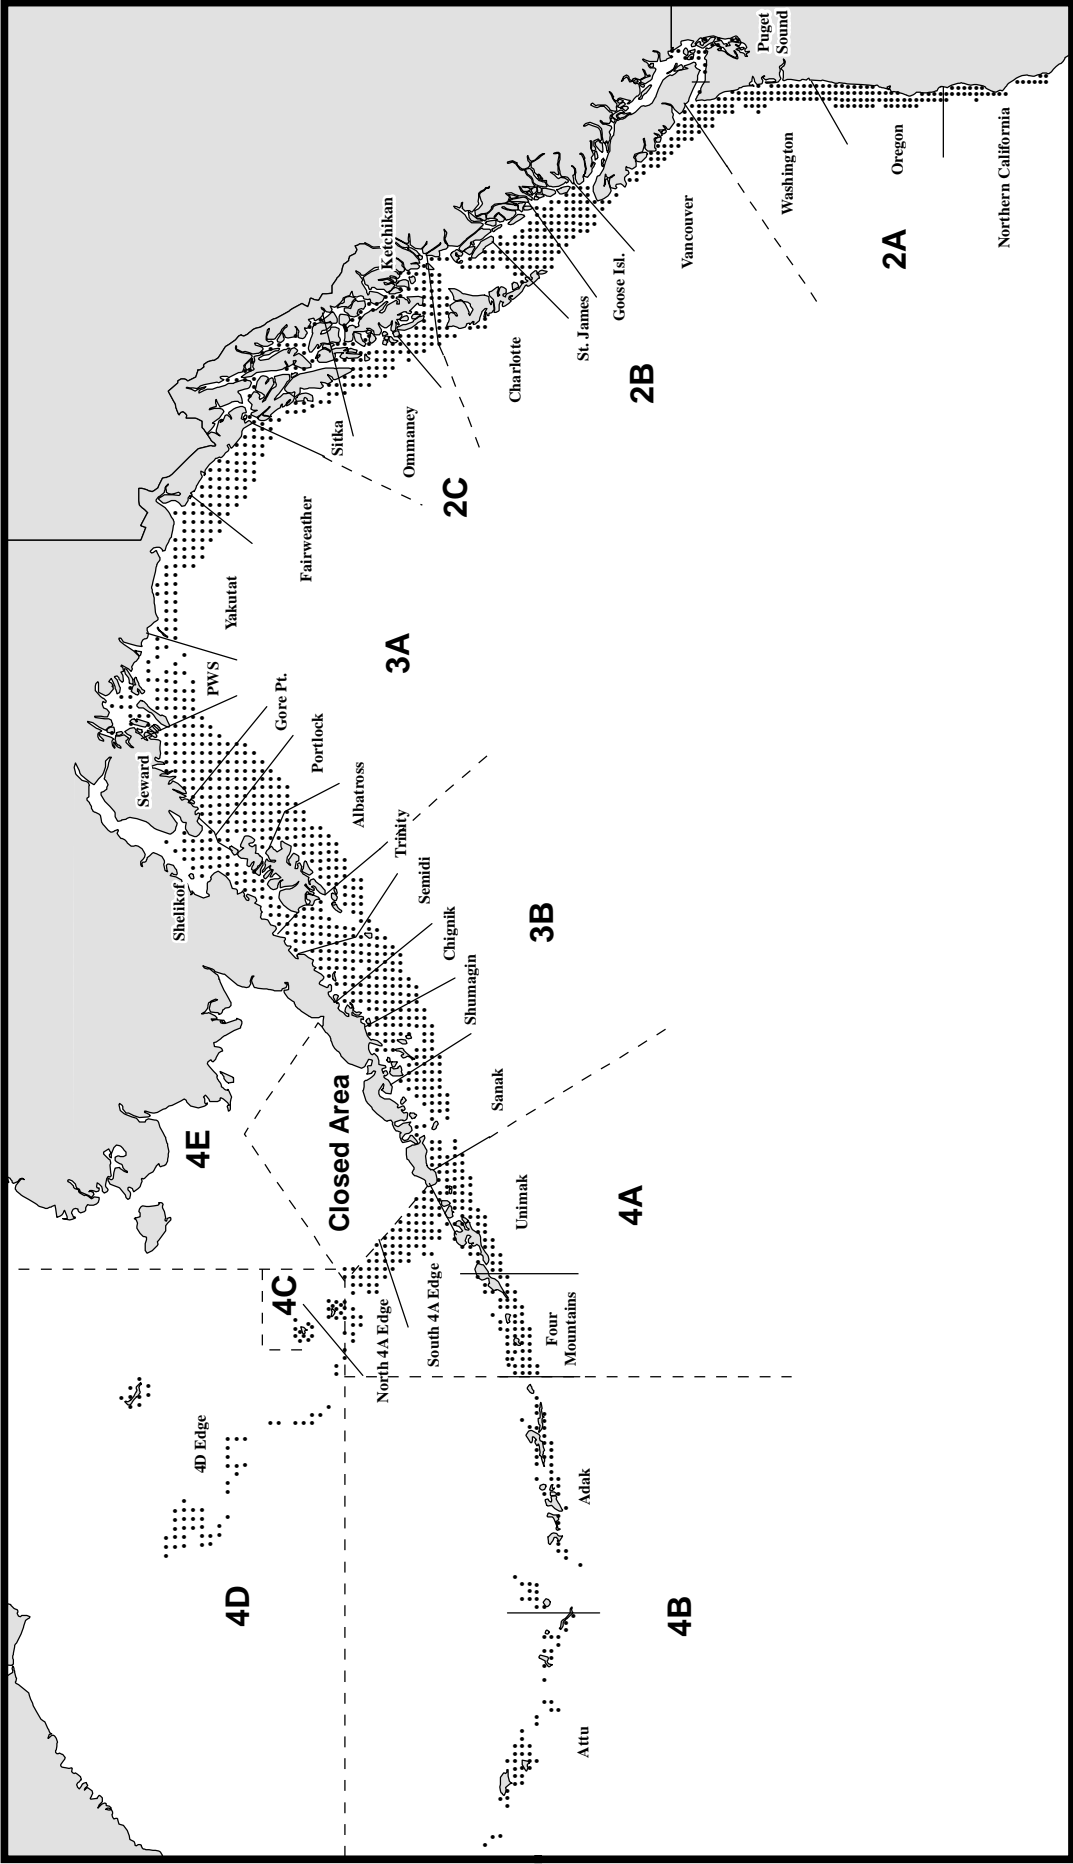 Puget
Sound
Washington
Oregon
Northern California
2A
Vancouver
Goose Isl.
St. James
Charlotte
2B
Ketchikan
Ommaney
Sitka
2C
Fairweather
Yakutat
3A
PWS
Gore Pt.
Seward
Portlock
Albatross
Shelikof
Trinity
Semidi
Chignik
Shumagin
Sanak
3B
4E
Closed Area
Unimak
4A
4C
South 4A Edge
North 4A Edge
Four
Mountains
4D Edge
4D
Adak
4B
Attu